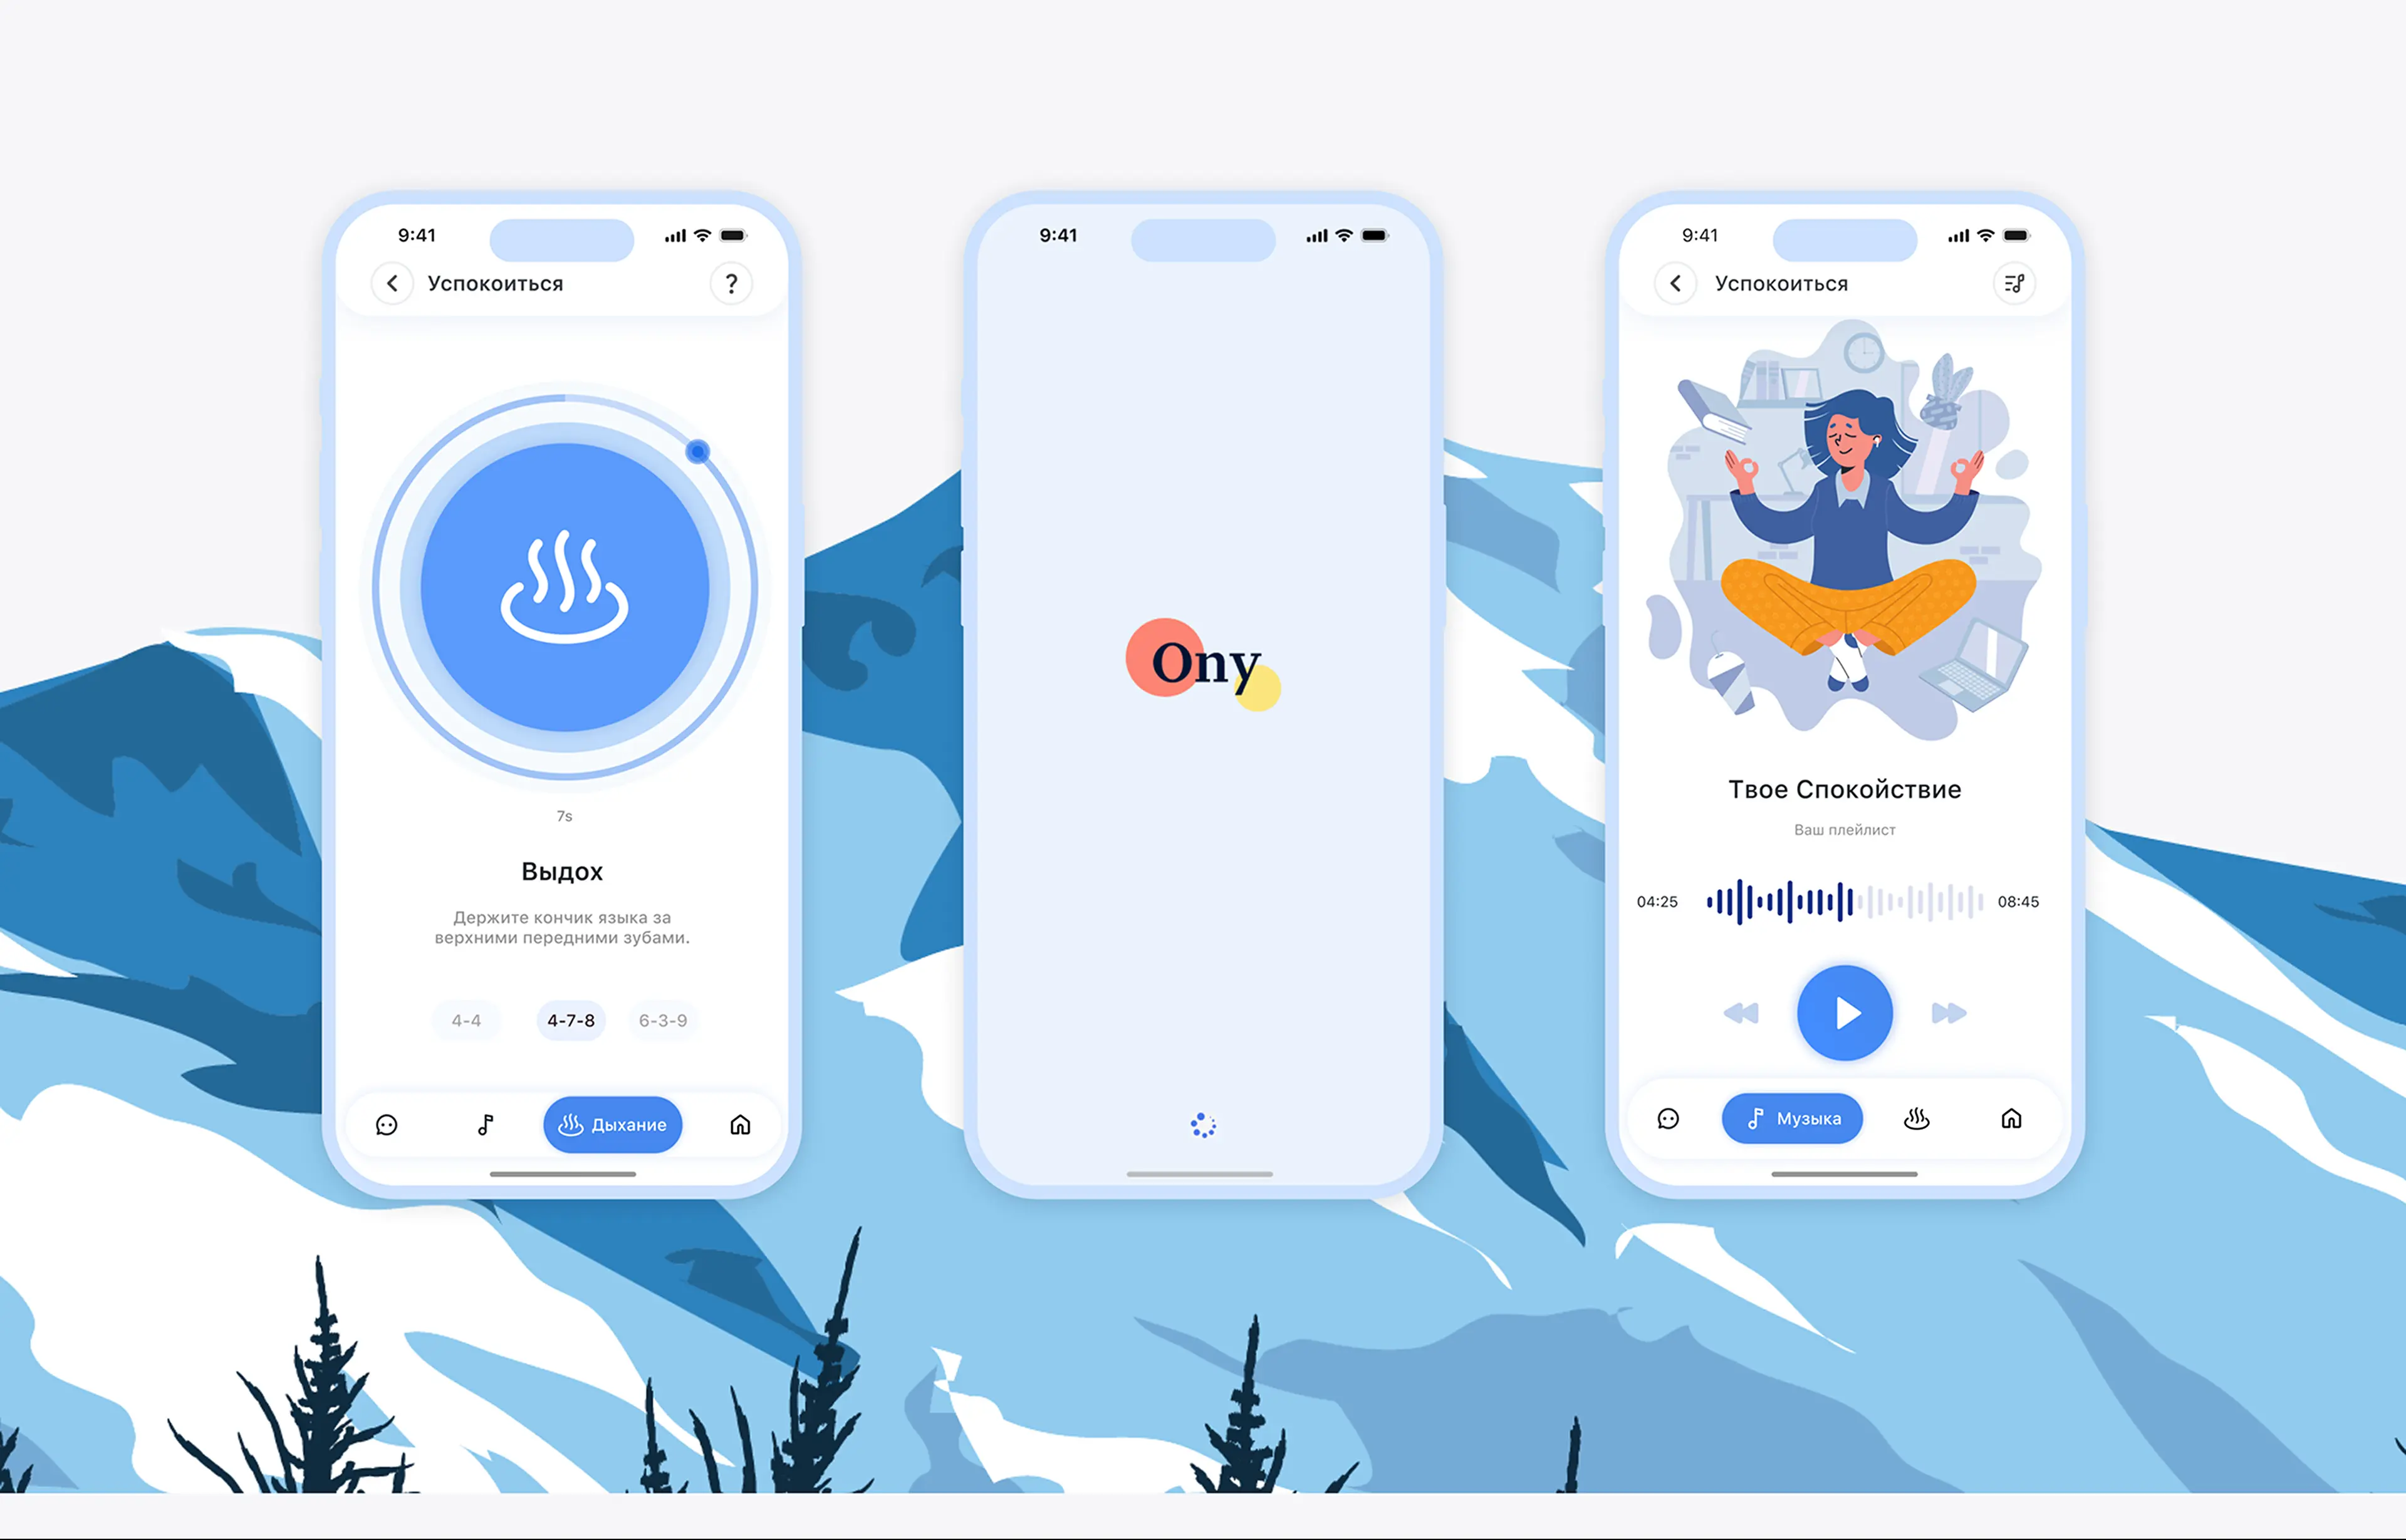 9:41
Успокоиться
?
7s
Выдох
Держите кончик языка за
верхними передними зубами.
4-4
4-7-8
6-3-9
Дыхание
9:41
Ony
9:41
Успокоиться
Твое Спокойствие
Ваш плейлист
04:25
08:45
Музыка